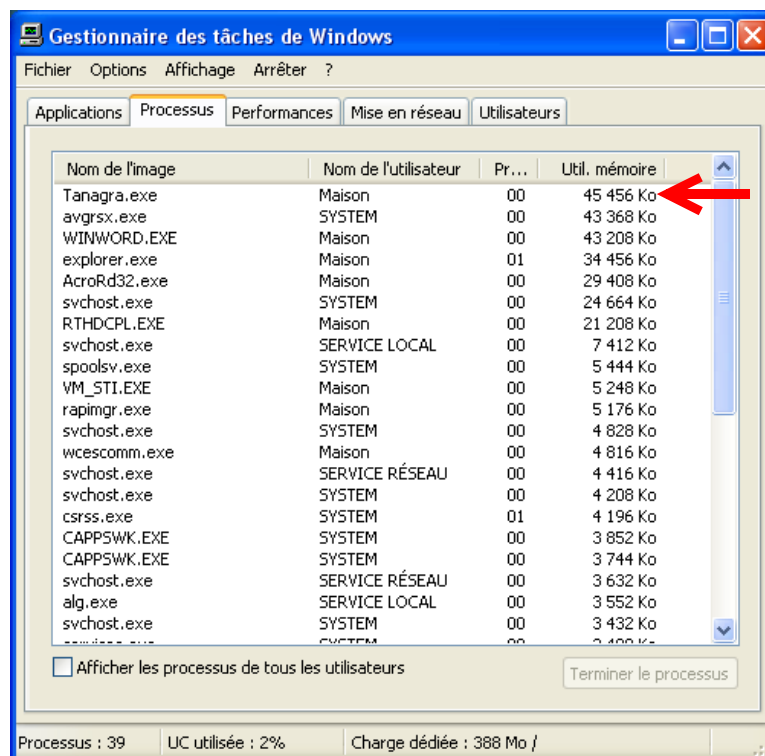 Gestionnaire des tâches de Windows
Fichier Options Affichage Arrêter ?
Applications Processus Performances Mise en réseau Utilisateurs
Nom de l'image Nom de l'utilisateur Pr... Util. mémoire
Tanagra.exe Maison 00 45 456 Ko
avgrsx.exe SYSTEM 00 43 368 Ko
WINWORD.EXE Maison 00 43 208 Ko
explorer.exe Maison 01 34 456 Ko
AcroRd32.exe Maison 00 29 408 Ko
svchost.exe SYSTEM 00 24 664 Ko
RTHDCPL.EXE Maison 00 21 208 Ko
svchost.exe SERVICE LOCAL 00 7 412 Ko
spoolsv.exe SYSTEM 00 5 444 Ko
VM_STI.EXE Maison 00 5 248 Ko
rapimgr.exe Maison 00 5 176 Ko
svchost.exe SYSTEM 00 4 828 Ko
wcescomm.exe Maison 00 4 816 Ko
svchost.exe SERVICE RÉSEAU 00 4 416 Ko
svchost.exe SYSTEM 00 4 208 Ko
csrss.exe SYSTEM 01 4 196 Ko
CAPPSWK.EXE SYSTEM 00 3 852 Ko
CAPPSWK.EXE SYSTEM 00 3 744 Ko
svchost.exe SERVICE RÉSEAU 00 3 632 Ko
alg.exe SERVICE LOCAL 00 3 552 Ko
svchost.exe SYSTEM 00 3 432 Ko
Afficher les processus de tous les utilisateurs Terminer le processus
Processus : 39 UC utilisée : 2% Charge dédiée : 388 Mo /